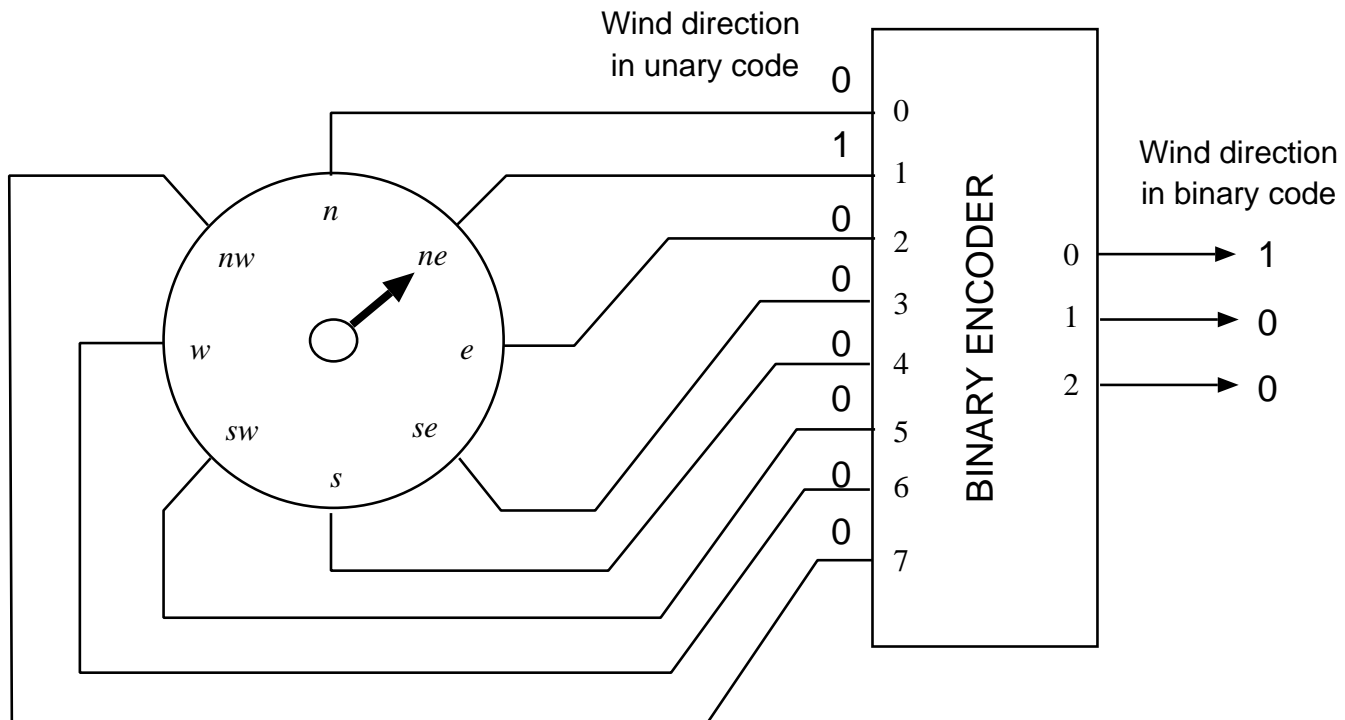 Wind direction
in unary code
0
0
1
1
Wind direction
in binary code
n
nw
ne
0
2
0
1
0
3
w
e
BINARY ENCODER
1
0
0
4
2
0
0
5
sw
se
s
0
6
0
7